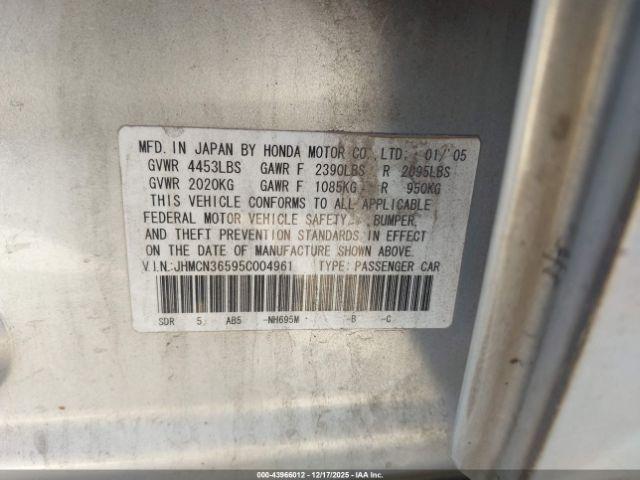 MFD. IN JAPAN BY HONDA MOTOR CO., LTD. 01/'05
GVWR 4453LBS GAWR F 2390LBS R 2095LBS
GVWR 2020KG GAWR F 1085KG R 950KG
THIS VEHICLE CONFORMS TO ALL APPLICABLE
FEDERAL MOTOR VEHICLE SAFETY, BUMPER,
AND THEFT PREVENTION STANDARDS IN EFFECT
ON THE DATE OF MANUFACTURE SHOWN ABOVE.
V.I.N.:JHMCN36595C004961 TYPE: PASSENGER CAR
SDR 5 AB5 -NH695M -B -C
000-43966012 - 12/17/2025 - IAAI.COM